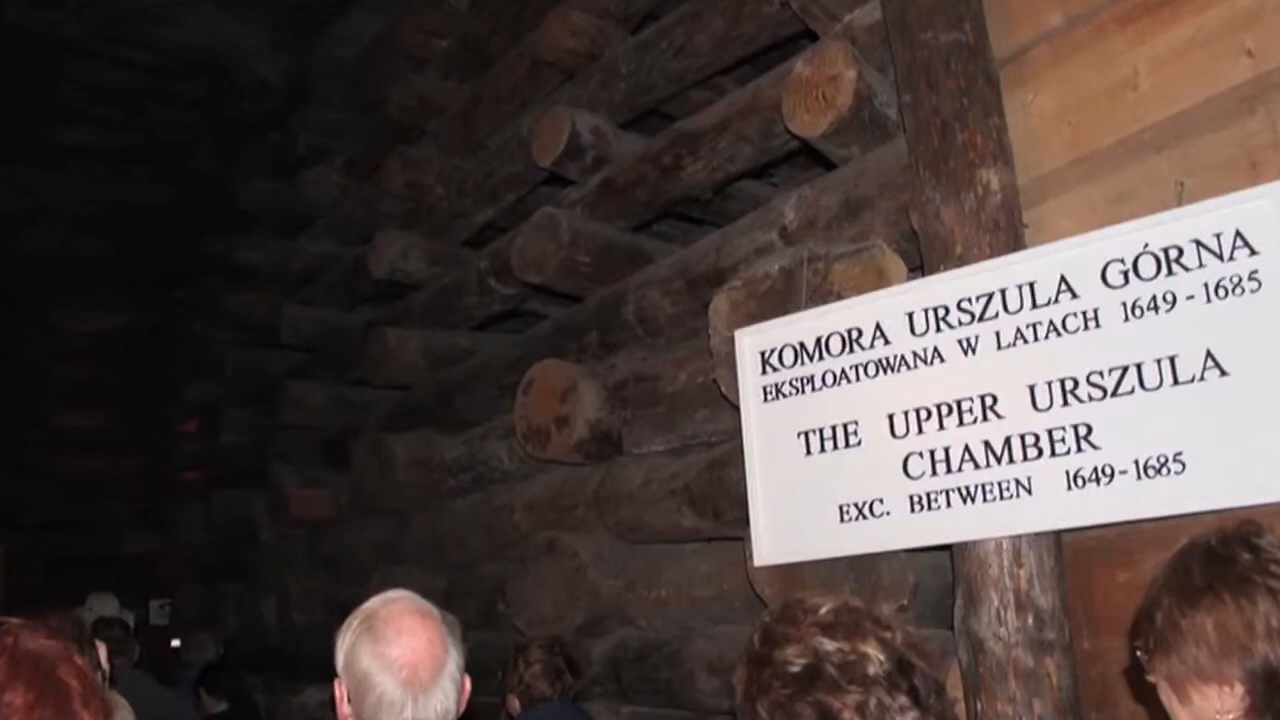 KOMORA URSZULA GÓRNA
EKSPLOATOWANA W LATACH 1649-1685
THE UPPER URSZULA
CHAMBER
EXC. BETWEEN 1649-1685